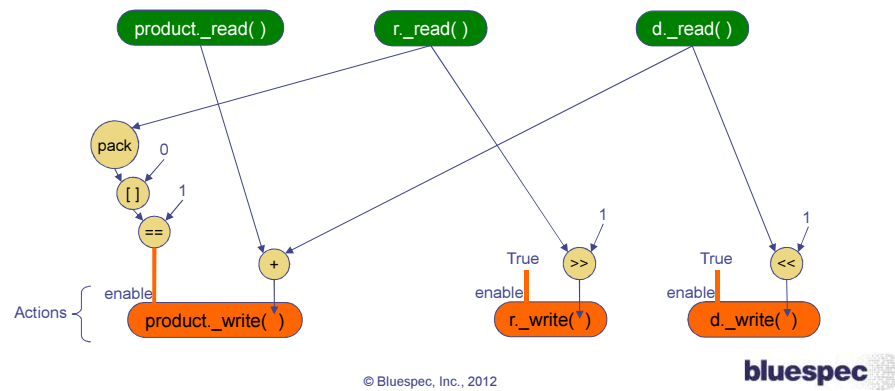 product._read( )
r._read( )
d._read( )
pack
0
[ ]
1
==
1
1
True
True
+
>>
<<
enable
enable
enable
Actions
product._write( )
r._write( )
d._write( )
bluespec
© Bluespec, Inc., 2012